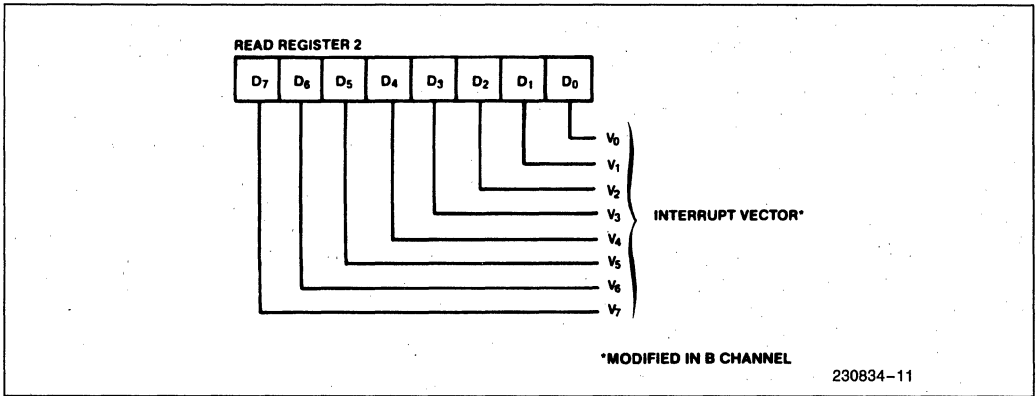 READ REGISTER 2
D7 D6 D5 D4 D3 D2 D1 D0
V0
V1
V2
V3
INTERRUPT VECTOR*
V4
V5
V6
V7
*MODIFIED IN B CHANNEL
230834-11